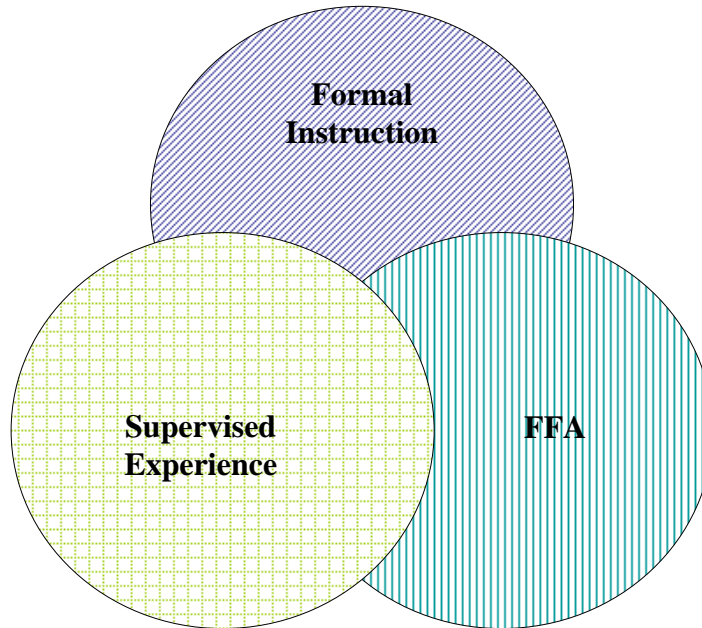 Formal
Instruction
Supervised
Experience
FFA